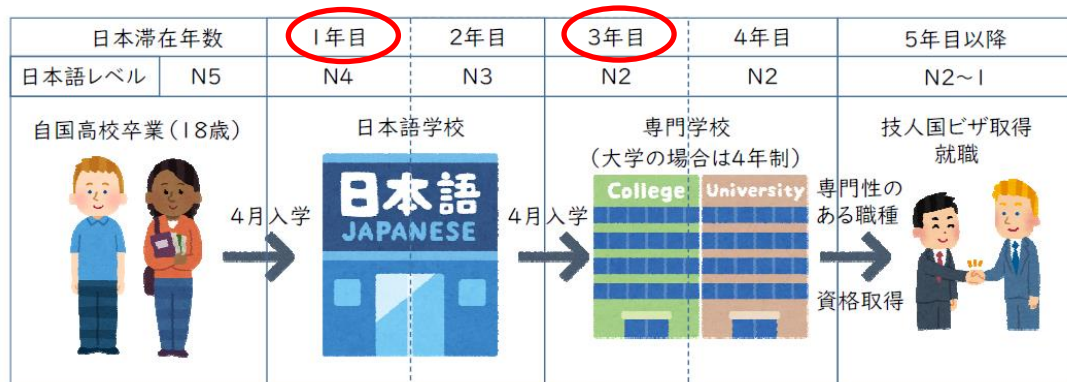 日本滞在年数 1年目 2年目 3年目 4年目 5年目以降
日本語レベル N5 N4 N3 N2 N2 N2~1
自国高校卒業(18歳)
4月入学
日本語学校
日本語
JAPANESE
4月入学
専門学校
(大学の場合は4年制)
College
University
専門性の
ある職種
資格取得
技人国ビザ取得
就職